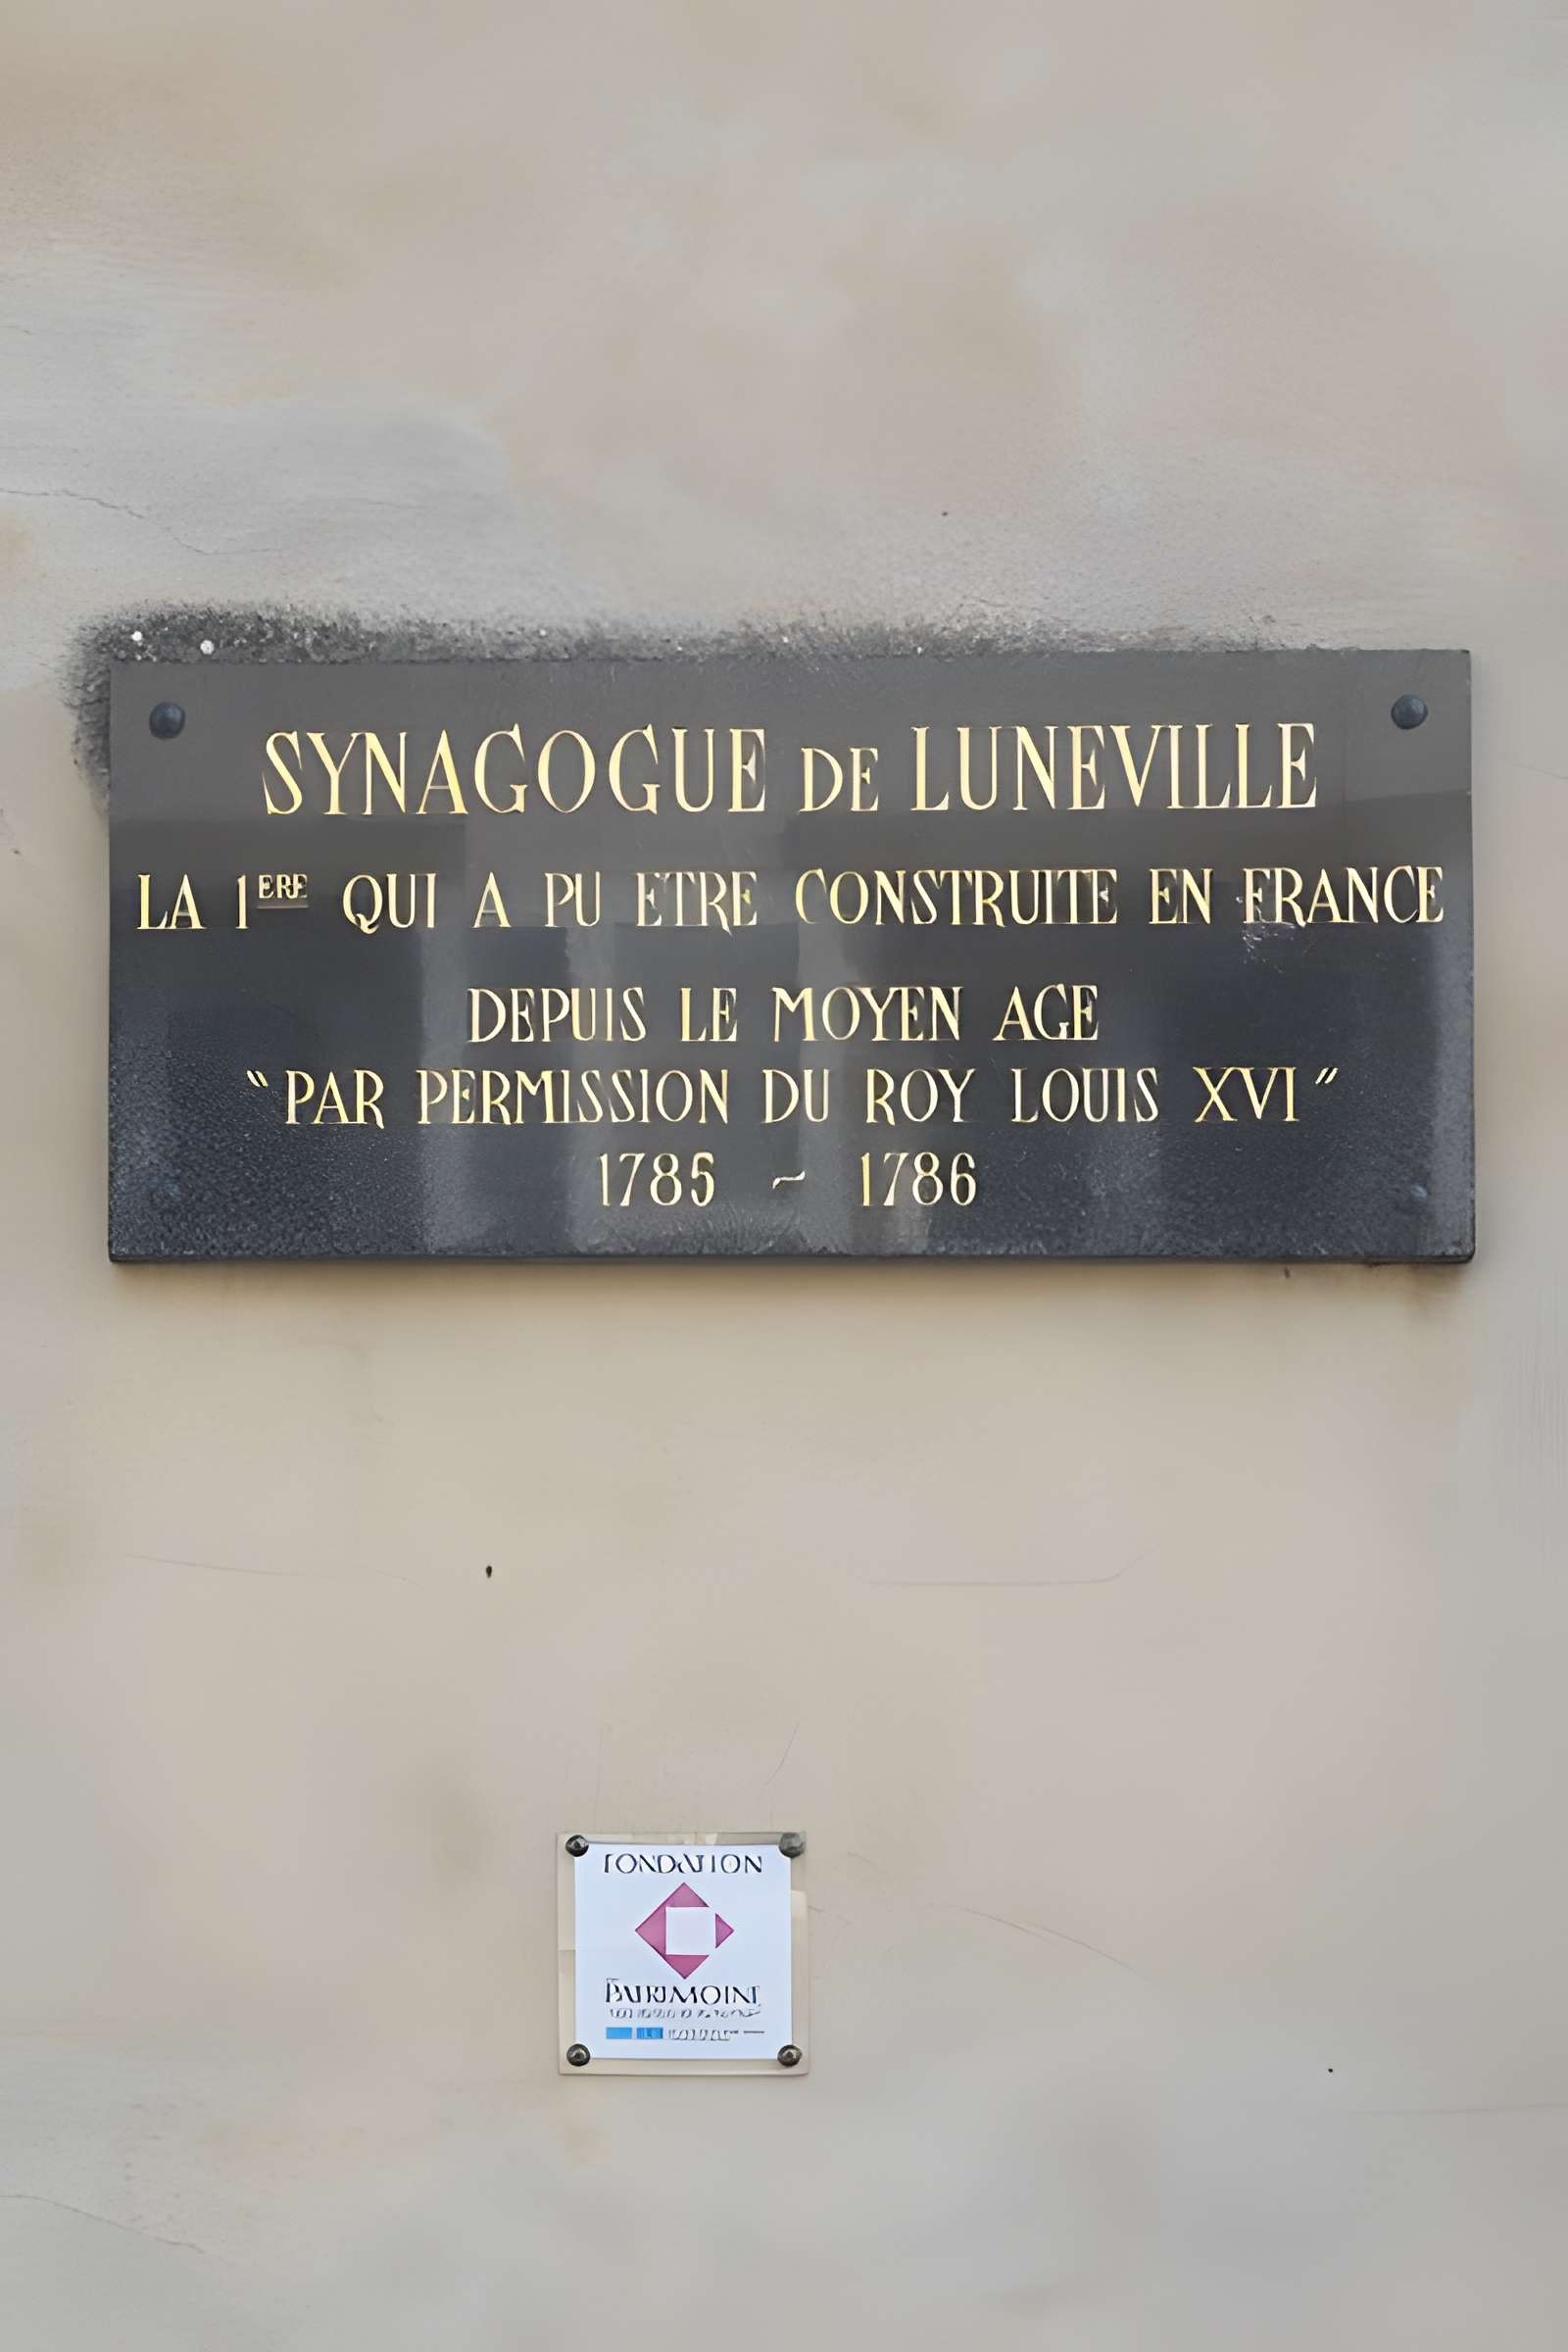 SYNAGOGUE DE LUNEVILLE
LA 1ERE QUI A PU ETRE CONSTRUITE EN FRANCE
DEPUIS LE MOYEN AGE
"PAR PERMISSION DU ROY LOUIS XVI"
1785 ~ 1786
FONDATION
PATRIMOINE